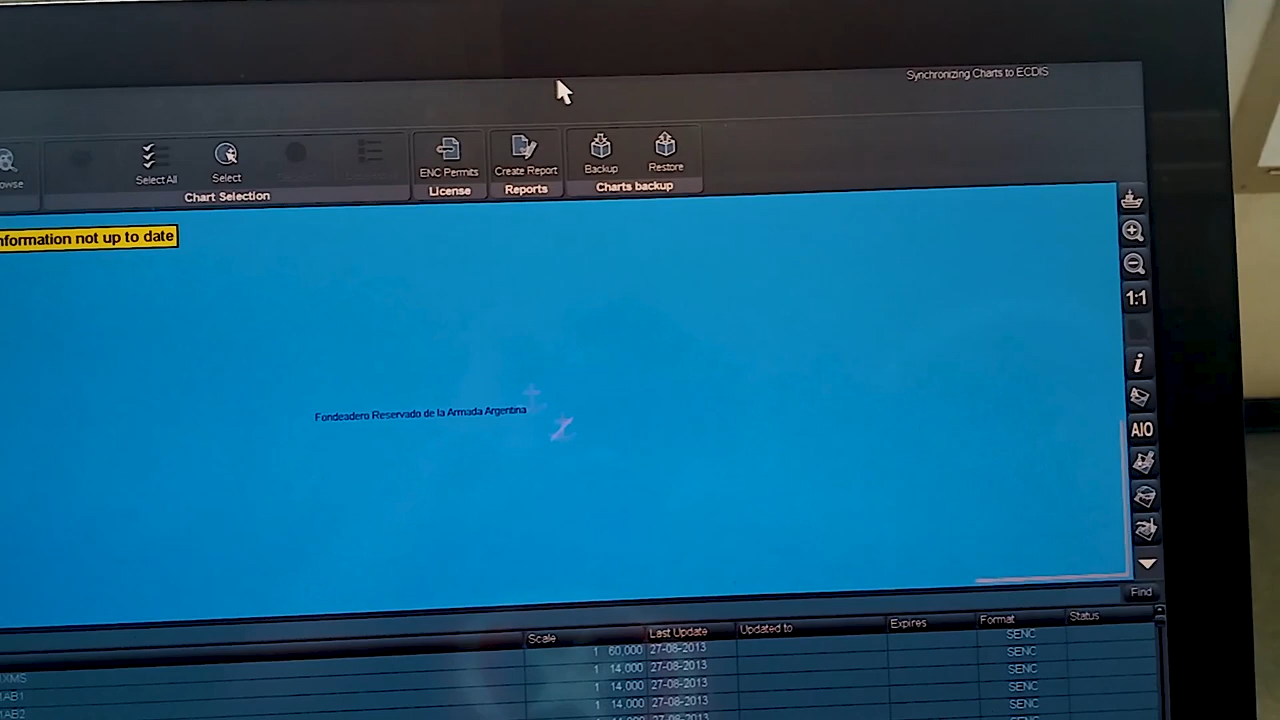 Synchronizing Charts to ECDIS
Select All
Select
Chart Selection
ENC Permits
License
Create Report
Reports
Backup
Restore
Charts backup
not up to date
1:1
i
AIO
Fondeadero Reservado de la Armada Argentina
Find
Scale Last Update Updated to Expires Format Status
1 60,000 27-08-2013 SENC
1 14,000 27-08-2013 SENC
1 14,000 27-08-2013 SENC
1 14,000 27-08-2013 SENC